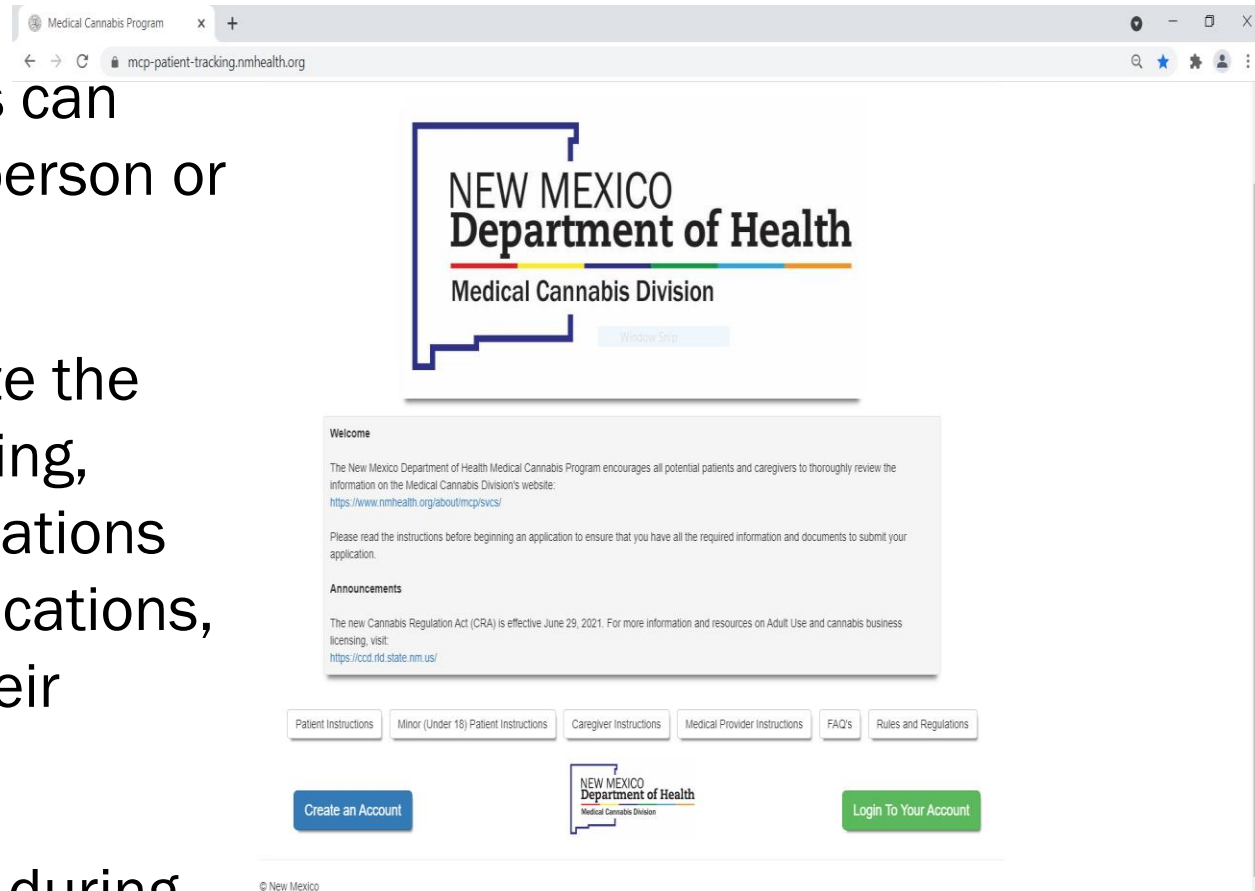 Medical Cannabis Program
mcp-patient-tracking.nmhealth.org
can
person or
the
ing,
ations
cations,
eir
during
NEW MEXICO
Department of Health
Medical Cannabis Division
Window Snip
Welcome
The New Mexico Department of Health Medical Cannabis Program encourages all potential patients and caregivers to thoroughly review the
information on the Medical Cannabis Division's website:
https://www.nmhealth.org/about/mcp/svcs/
Please read the instructions before beginning an application to ensure that you have all the required information and documents to submit your
application.
Announcements
The new Cannabis Regulation Act (CRA) is effective June 29, 2021. For more information and resources on Adult Use and cannabis business
licensing, visit:
https://ccd.rld.state.nm.us/
Patient Instructions
Minor (Under 18) Patient Instructions
Caregiver Instructions
Medical Provider Instructions
FAQ's
Rules and Regulations
Create an Account
NEW MEXICO
Department of Health
Medical Cannabis Division
Login To Your Account
© New Mexico